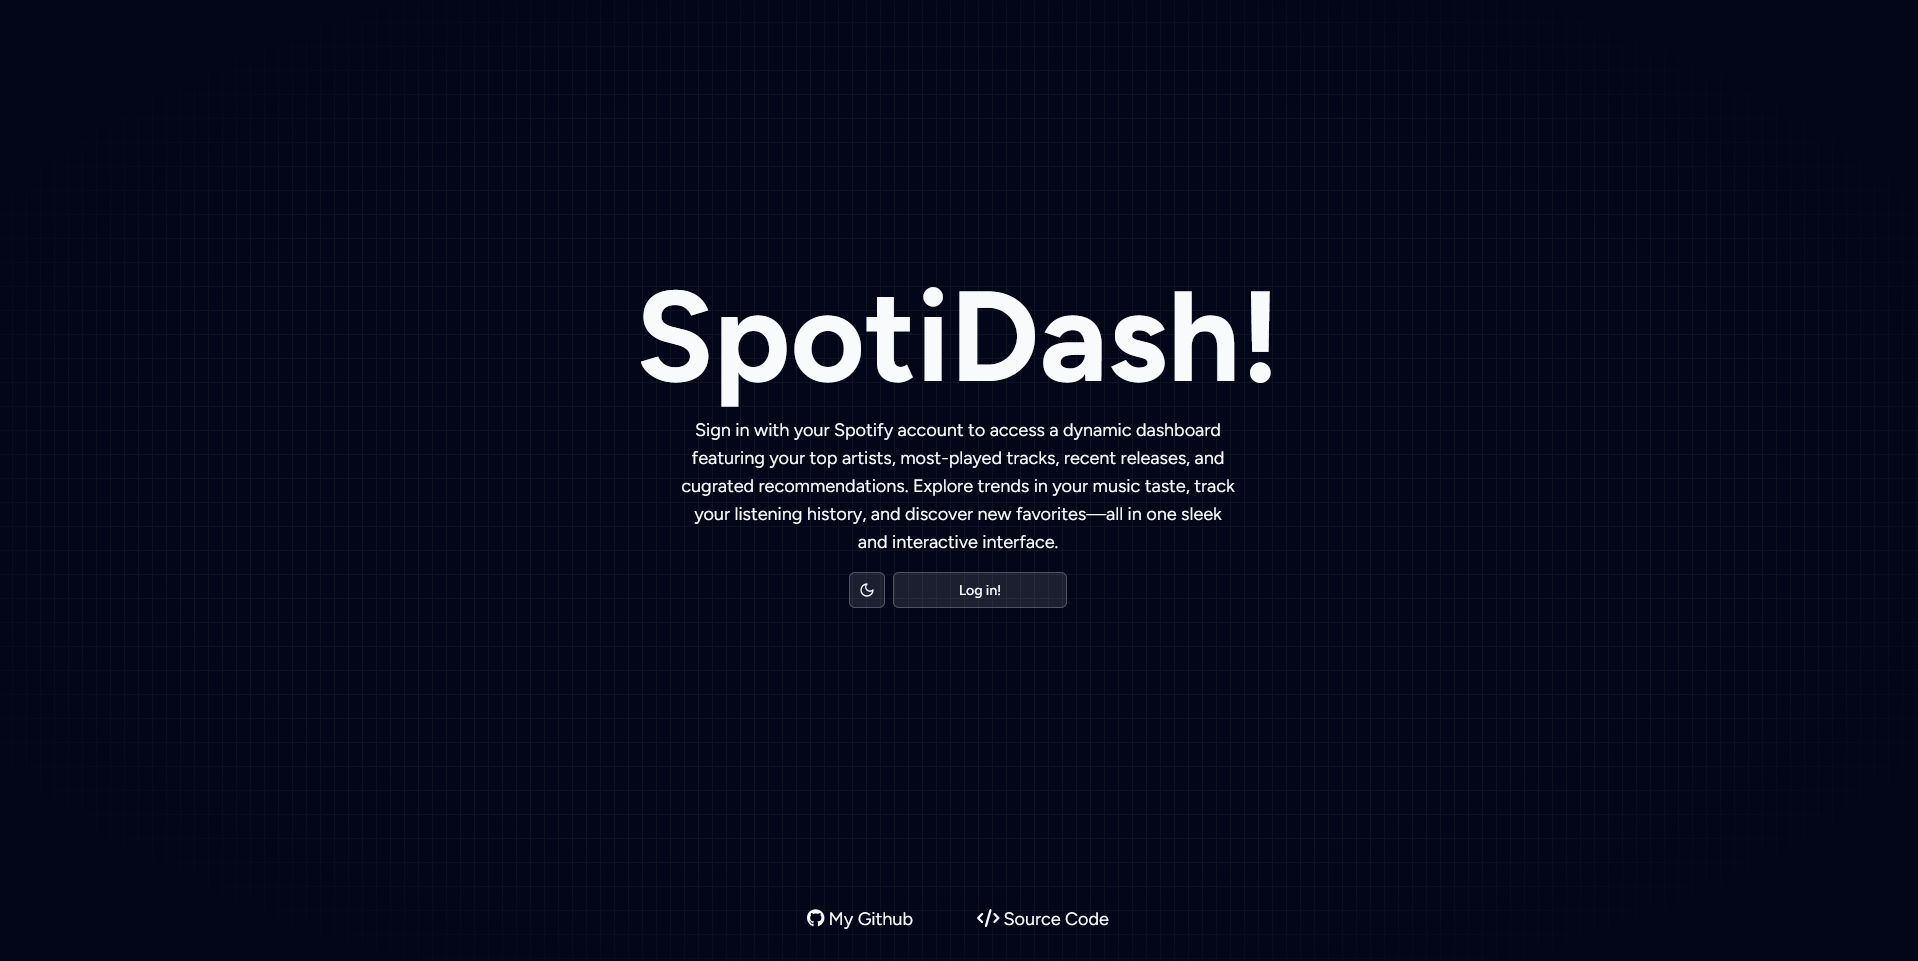 SpotiDash!
Sign in with your Spotify account to access a dynamic dashboard
featuring your top artists, most-played tracks, recent releases, and
cugrated recommendations. Explore trends in your music taste, track
your listening history, and discover new favorites—all in one sleek
and interactive interface.
Log in!
My Github
Source Code